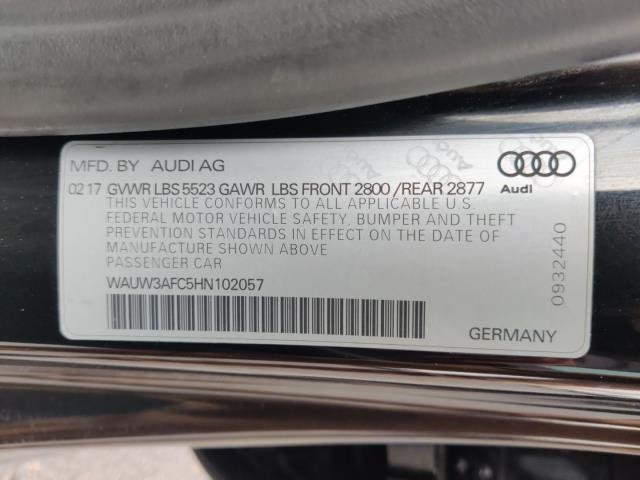 MFD. BY AUDI AG
02 17 GVWR LBS 5523 GAWR LBS FRONT 2800 /REAR 2877
Audi
THIS VEHICLE CONFORMS TO ALL APPLICABLE U.S
FEDERAL MOTOR VEHICLE SAFETY, BUMPER AND THEFT
PREVENTION STANDARDS IN EFFECT ON THE DATE OF
MANUFACTURE SHOWN ABOVE
PASSENGER CAR
WAUW3AFC5HN102057
GERMANY
0932440